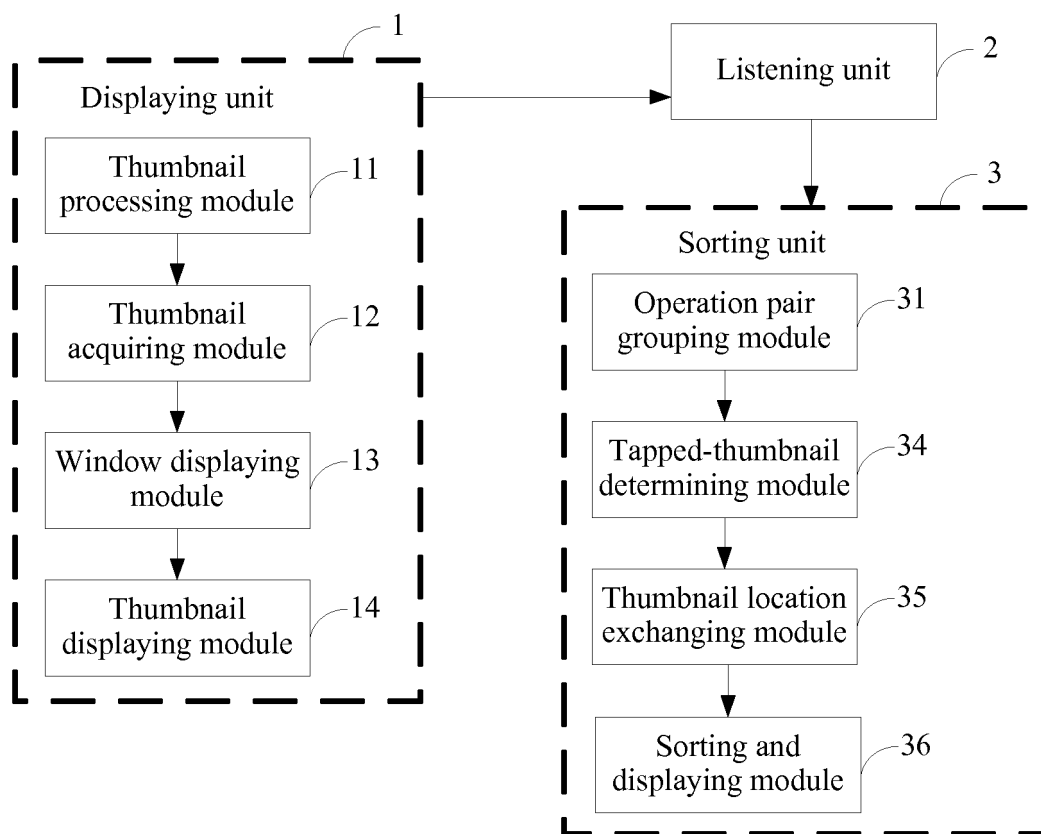 1
Displaying unit
Thumbnail
processing module
11
Thumbnail
acquiring module
12
Window displaying
module
13
Thumbnail
displaying module
14
Listening unit
2
3
Sorting unit
Operation pair
grouping module
31
Tapped-thumbnail
determining module
34
Thumbnail location
exchanging module
35
Sorting and
displaying module
36